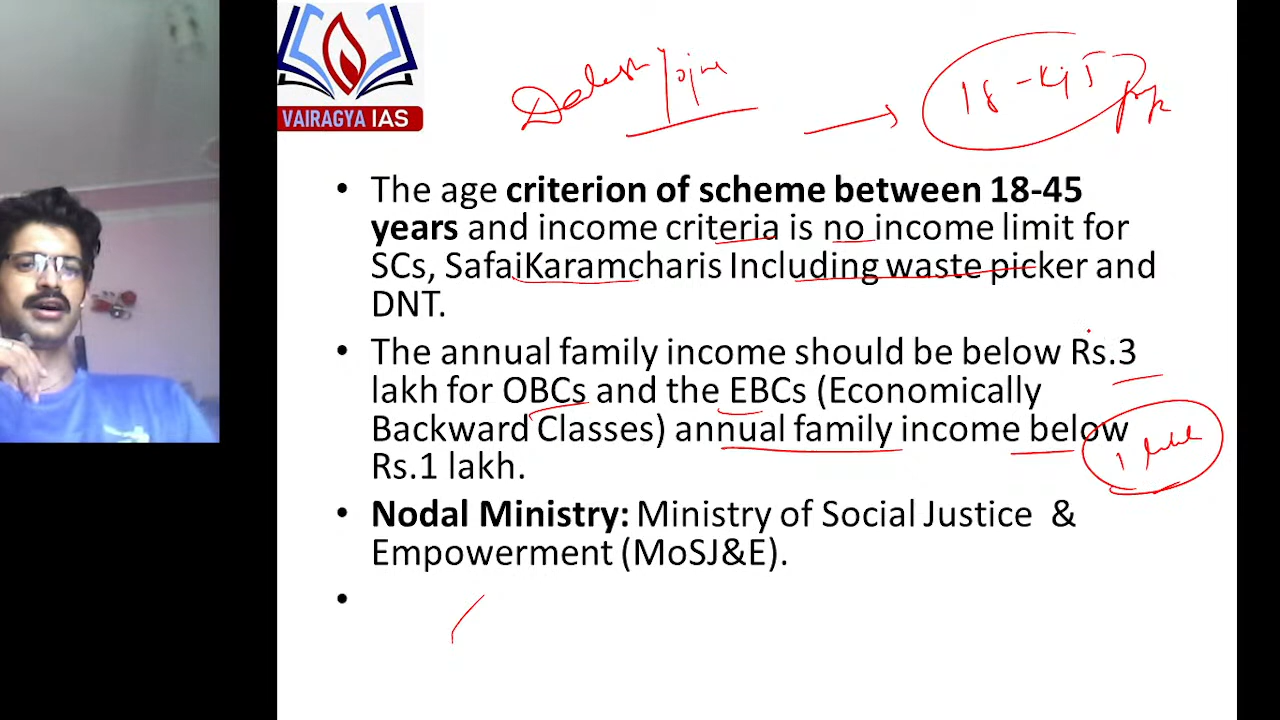 VAIRAGYA IAS
18-45
• The age criterion of scheme between 18-45
years and income criteria is no income limit for
SCs, SafaiKaramcharis Including waste picker and
DNT.
• The annual family income should be below Rs.3
lakh for OBCs and the EBCs (Economically
Backward Classes) annual family income below
Rs.1 lakh.
1 lakh
• Nodal Ministry: Ministry of Social Justice &
Empowerment (MoSJ&E).
•